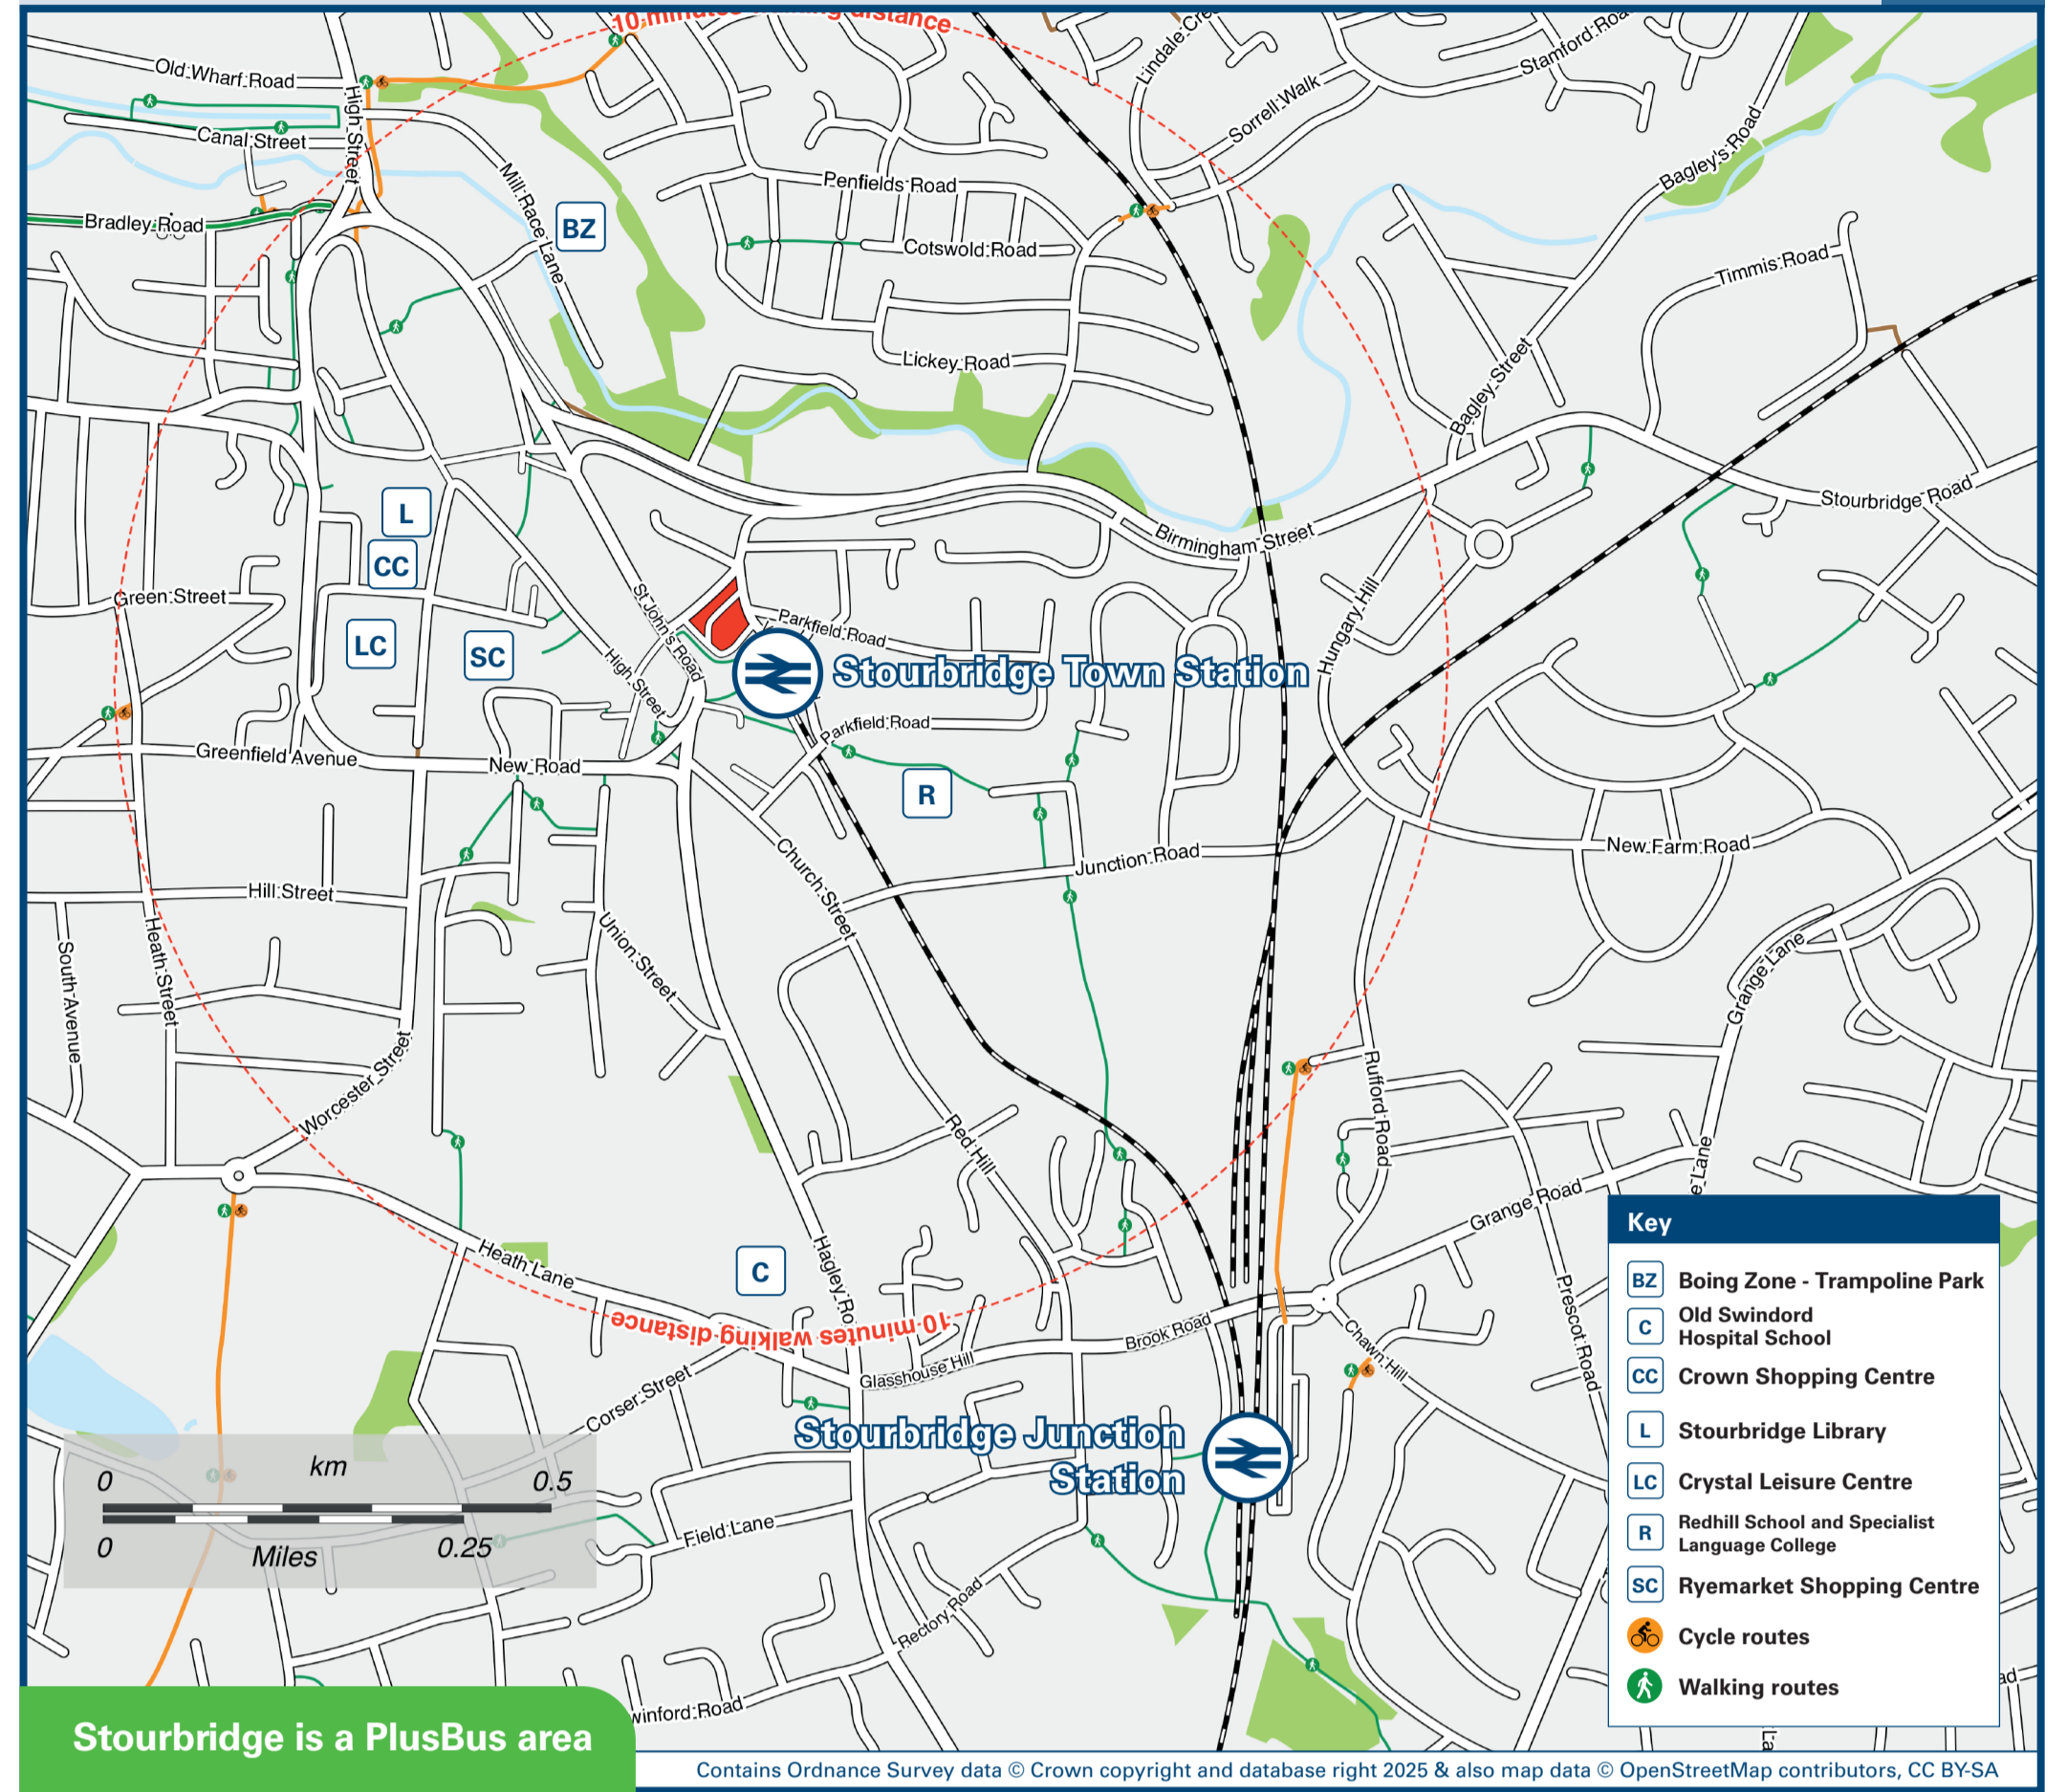 10 minutes walking distance
Lindale Cre
Stamford Roa
Old Wharf Road
High Street
Sorrell Walk
Canal Street
Bagley's Road
Mill Race Lane
Penfields Road
Bradley Road
BZ
Cotswold Road
Timmis Road
Lickey Road
Bagley Street
L
Stourbridge Road
Birmingham Street
CC
Green Street
St John's Road
Parkfield Road
Hungary Hill
LC
SC
High Street
Stourbridge Town Station
Parkfield Road
Greenfield Avenue
New Road
R
Church Street
Junction Road
New Farm Road
Hill Street
Heath Street
South Avenue
Union Street
Grange Lane
Worcester Street
Rufford Road
Red Hill
e Lane
Grange Road
Heath Lane
C
Hagley Ro
10 minutes walking distance
Brook Road
Prescot Road
Chawn Hill
Glasshouse Hill
Corser Street
Stourbridge Junction
Station
Field Lane
Rectory Road
winford Road
ad
La
km
0
0.5
0
Miles
0.25
Key
BZ Boing Zone - Trampoline Park
C Old Swindord
Hospital School
CC Crown Shopping Centre
L Stourbridge Library
LC Crystal Leisure Centre
R Redhill School and Specialist
Language College
SC Ryemarket Shopping Centre
Cycle routes
Walking routes
Stourbridge is a PlusBus area
Contains Ordnance Survey data © Crown copyright and database right 2025 & also map data © OpenStreetMap contributors, CC BY-SA